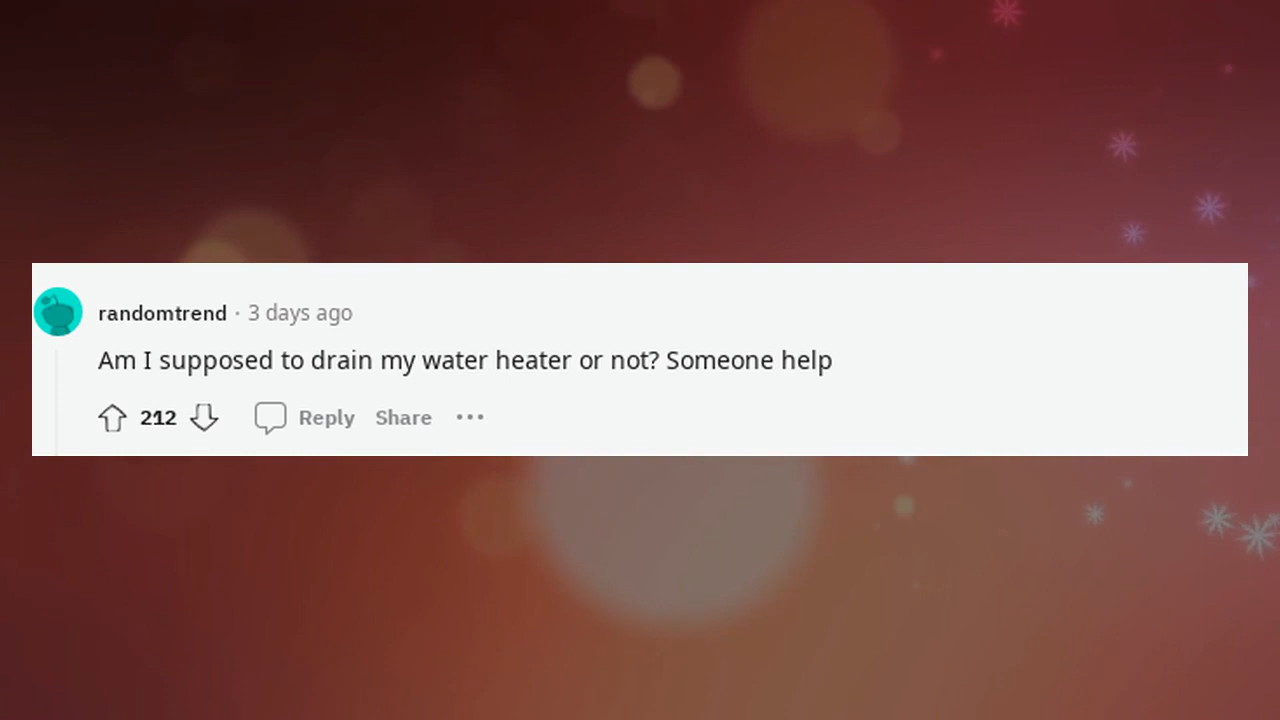 randomtrend · 3 days ago
Am I supposed to drain my water heater or not? Someone help
212 Reply Share ···